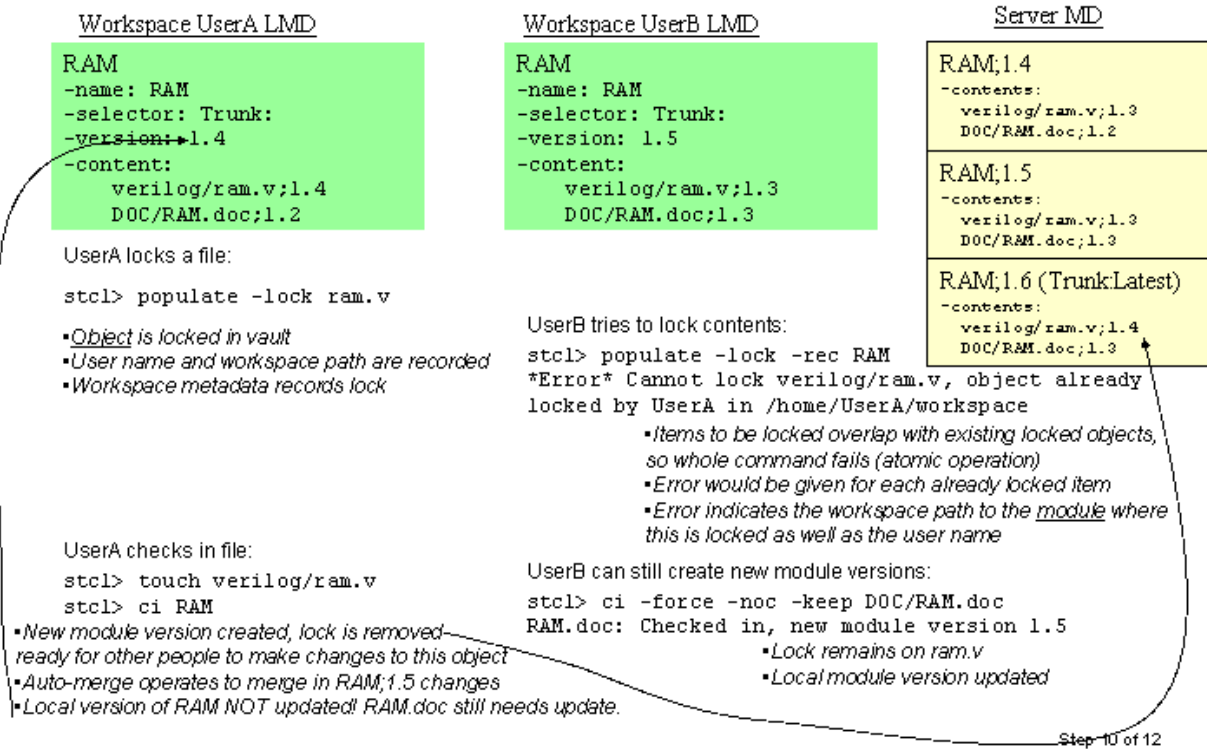 Workspace UserA LMD
RAM
-name: RAM
-selector: Trunk:
-version: 1.4
-content:
verilog/ram.v;1.4
DOC/RAM.doc;1.2
UserA locks a file:
stcl> populate -lock ram.v
▪Object is locked in vault
▪User name and workspace path are recorded
▪Workspace metadata records lock
UserA checks in file:
stcl> touch verilog/ram.v
stcl> ci RAM
▪New module version created, lock is removed
ready for other people to make changes to this object
▪Auto-merge operates to merge in RAM;1.5 changes
▪Local version of RAM NOT updated! RAM.doc still needs update.
Workspace UserB LMD
RAM
-name: RAM
-selector: Trunk:
-version: 1.5
-content:
verilog/ram.v;1.3
DOC/RAM.doc;1.3
UserB tries to lock contents:
stcl> populate -lock -rec RAM
*Error* Cannot lock verilog/ram.v, object already
locked by UserA in /home/UserA/workspace
▪Items to be locked overlap with existing locked objects,
so whole command fails (atomic operation)
▪Error would be given for each already locked item
▪Error indicates the workspace path to the module where
this is locked as well as the user name
UserB can still create new module versions:
stcl> ci -force -noc -keep DOC/RAM.doc
RAM.doc: Checked in, new module version 1.5
▪Lock remains on ram.v
▪Local module version updated
Server MD
RAM;1.4
-contents:
verilog/ram.v;1.3
DOC/RAM.doc;1.2
RAM;1.5
-contents:
verilog/ram.v;1.3
DOC/RAM.doc;1.3
RAM;1.6 (Trunk:Latest)
-contents:
verilog/ram.v;1.4
DOC/RAM.doc;1.3
Step 10 of 12